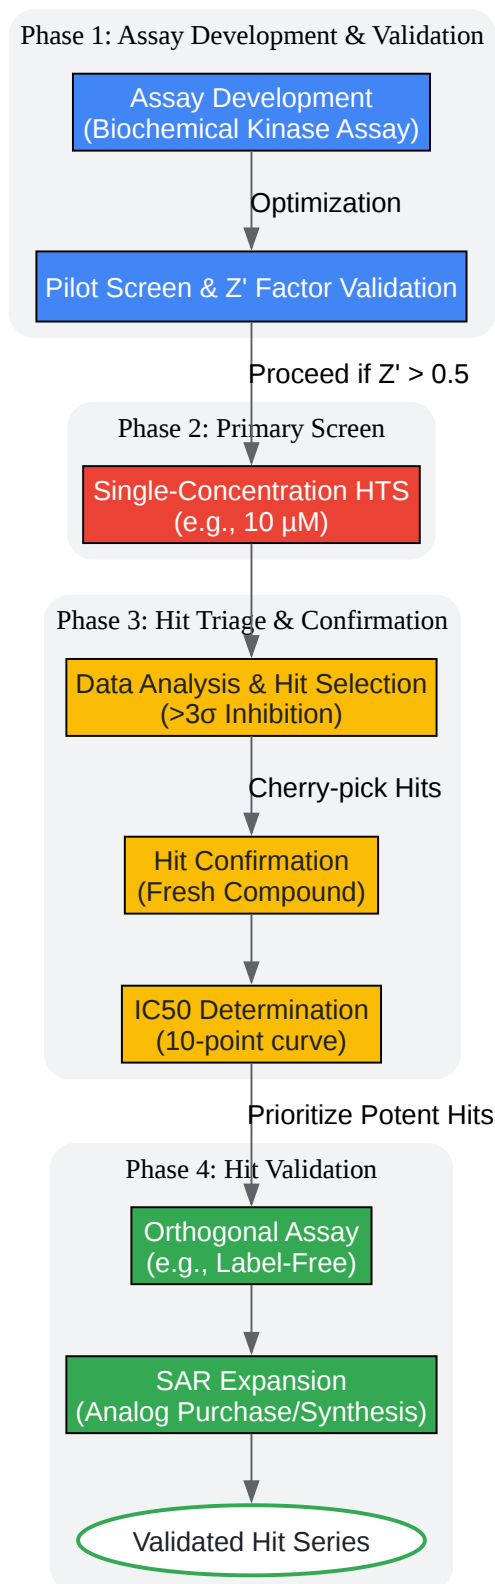 Phase 1: Assay Development & Validation
Assay Development
(Biochemical Kinase Assay)
Optimization
Pilot Screen & Z' Factor Validation
Proceed if Z' > 0.5
Phase 2: Primary Screen
Single-Concentration HTS
(e.g., 10 µM)
Phase 3: Hit Triage & Confirmation
Data Analysis & Hit Selection
(>3σ Inhibition)
Cherry-pick Hits
Hit Confirmation
(Fresh Compound)
IC50 Determination
(10-point curve)
Prioritize Potent Hits
Phase 4: Hit Validation
Orthogonal Assay
(e.g., Label-Free)
SAR Expansion
(Analog Purchase/Synthesis)
Validated Hit Series